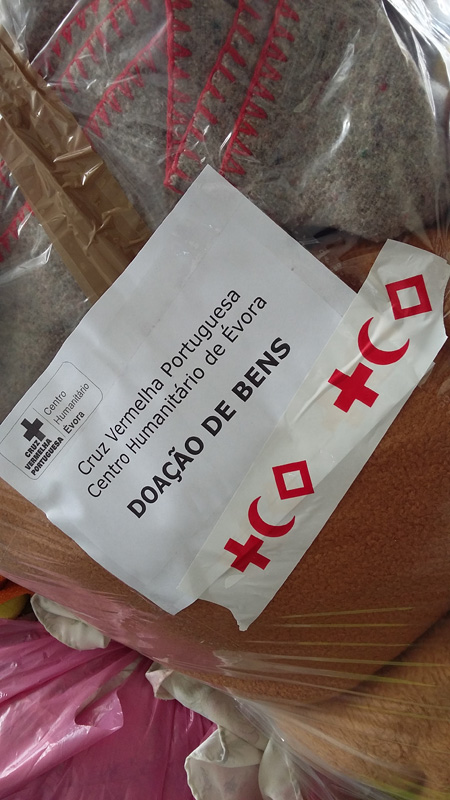 Cruz Vermelha Portuguesa
Centro Humanitário de Évora
DOAÇÃO DE BENS
CRUZ
VERMELHA
PORTUGUESA
Centro
Humanitário
Évora